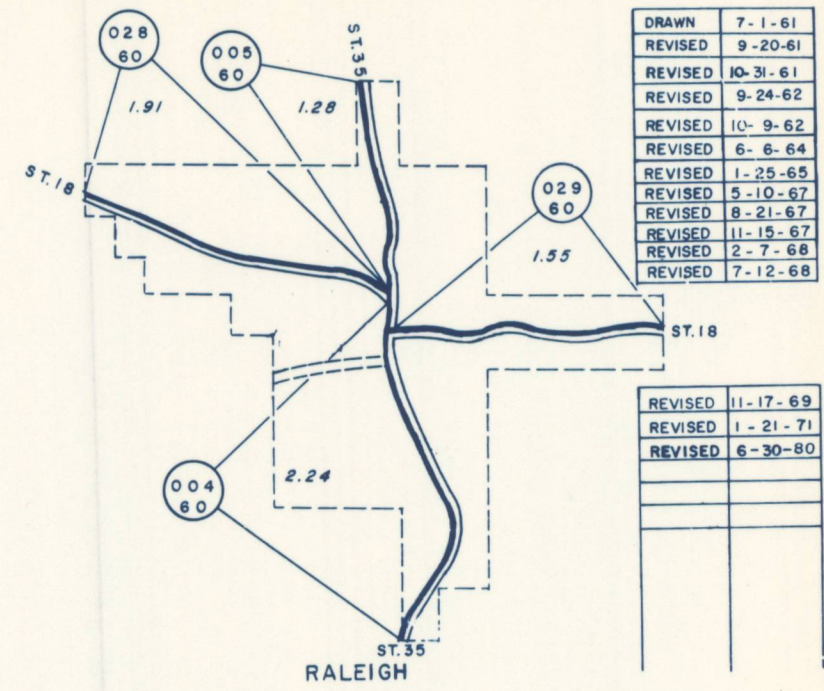 028
60
005
60
ST.35
1.91
1.28
ST.18
029
60
1.55
ST.18
004
60
2.24
ST.35
RALEIGH
DRAWN 7-1-61
REVISED 9-20-61
REVISED 10-31-61
REVISED 9-24-62
REVISED 10-9-62
REVISED 6-6-64
REVISED 1-25-65
REVISED 5-10-67
REVISED 8-21-67
REVISED 11-15-67
REVISED 2-7-68
REVISED 7-12-68
REVISED 11-17-69
REVISED 1-21-71
REVISED 6-30-80